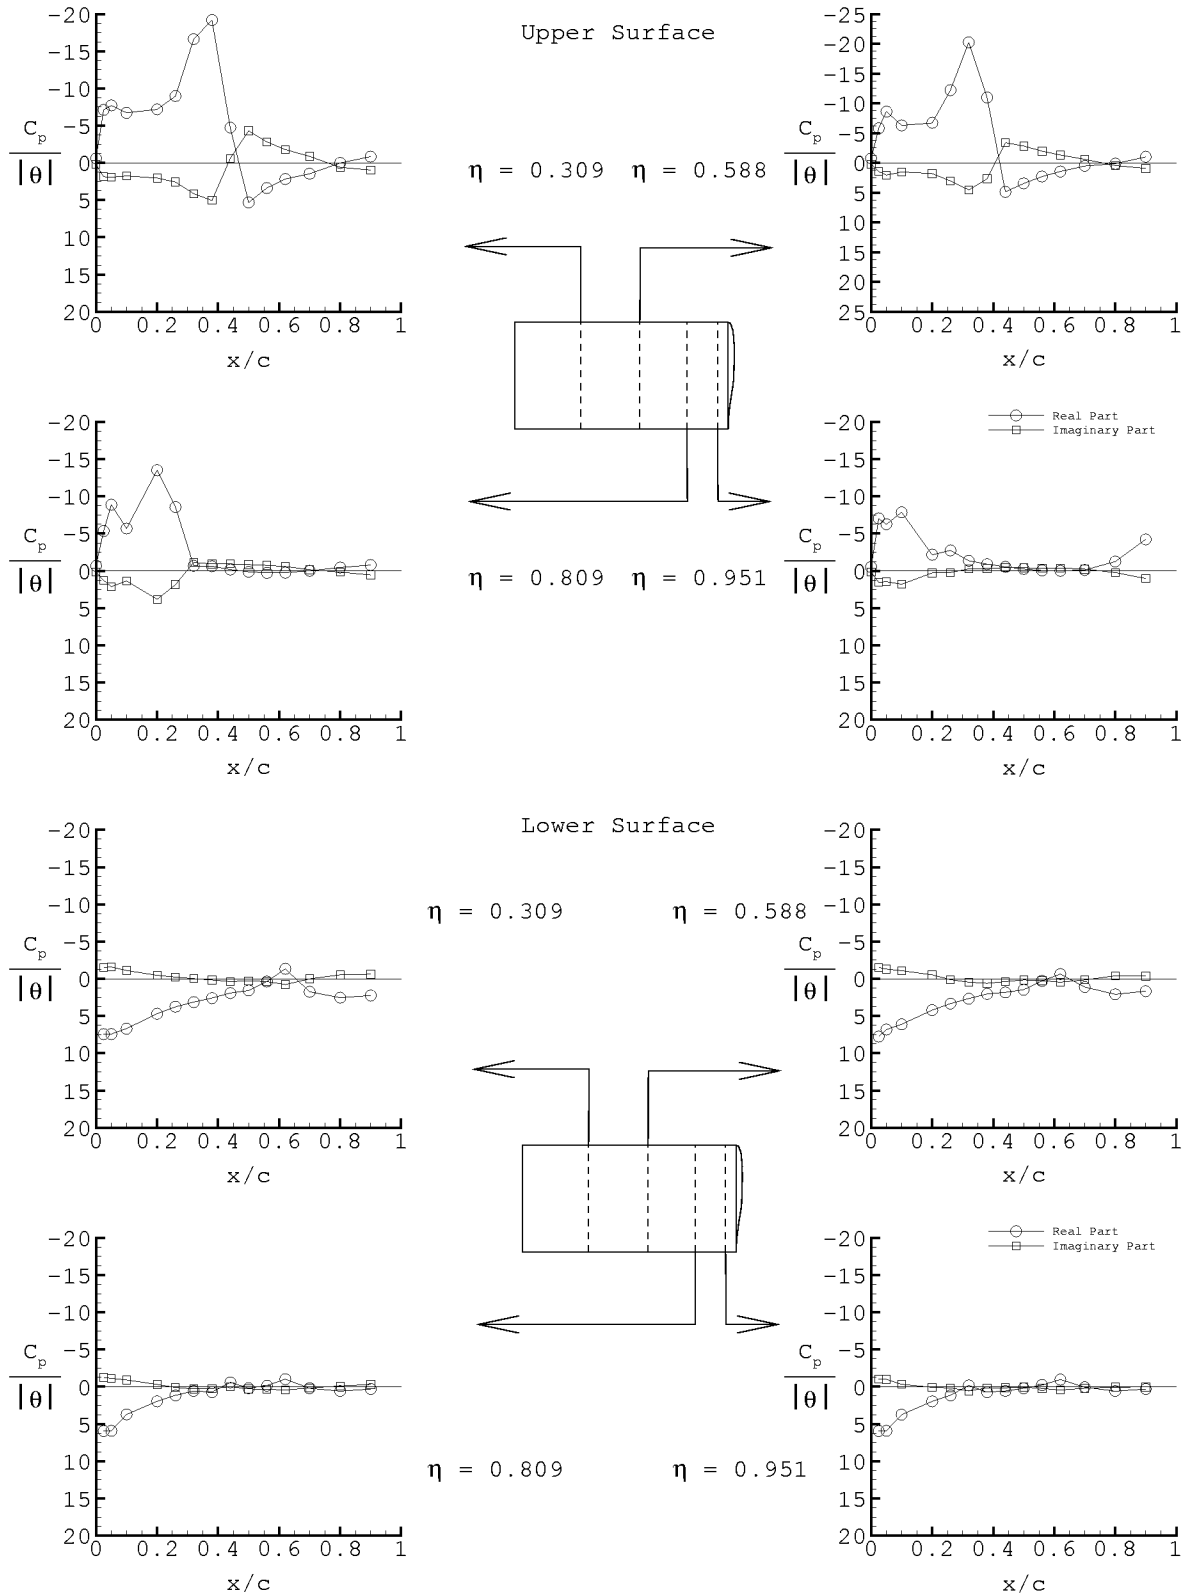 Upper Surface
-20
-15
-10
-5
0
5
10
15
20
C_p
|θ|
0 0.2 0.4 0.6 0.8 1
x/c
η = 0.309 η = 0.588
-25
-20
-15
-10
-5
0
5
10
15
20
25
C_p
|θ|
0 0.2 0.4 0.6 0.8 1
x/c
-20
-15
-10
-5
0
5
10
15
20
C_p
|θ|
0 0.2 0.4 0.6 0.8 1
x/c
η = 0.809 η = 0.951
Real Part
Imaginary Part
-20
-15
-10
-5
0
5
10
15
20
C_p
|θ|
0 0.2 0.4 0.6 0.8 1
x/c
Lower Surface
-20
-15
-10
-5
0
5
10
15
20
C_p
|θ|
0 0.2 0.4 0.6 0.8 1
x/c
η = 0.309 η = 0.588
-20
-15
-10
-5
0
5
10
15
20
C_p
|θ|
0 0.2 0.4 0.6 0.8 1
x/c
-20
-15
-10
-5
0
5
10
15
20
C_p
|θ|
0 0.2 0.4 0.6 0.8 1
x/c
η = 0.809 η = 0.951
Real Part
Imaginary Part
-20
-15
-10
-5
0
5
10
15
20
C_p
|θ|
0 0.2 0.4 0.6 0.8 1
x/c